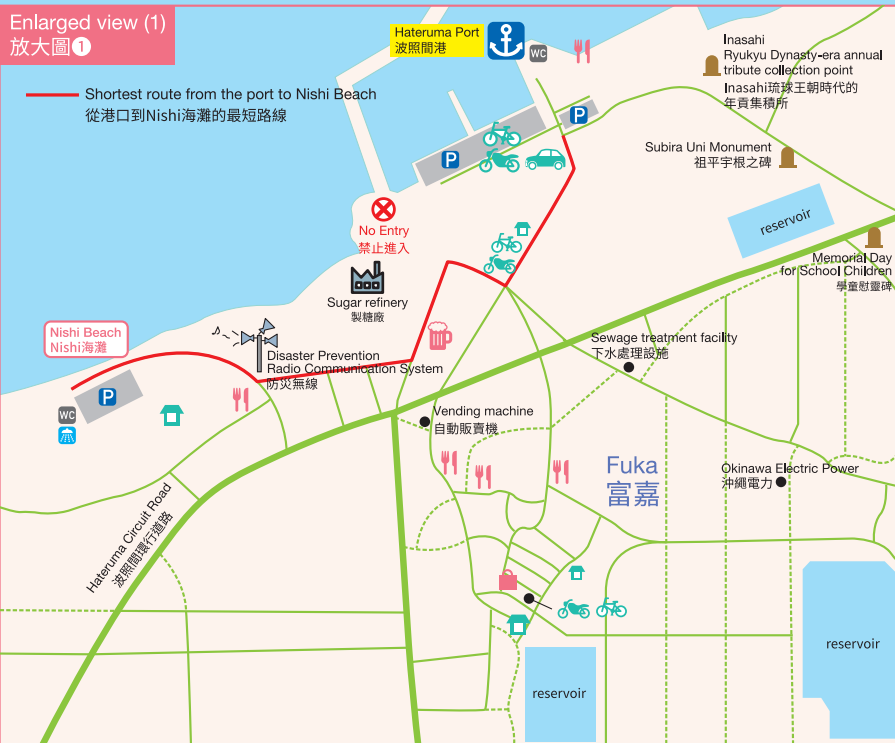 Enlarged view (1)
放大圖❶
Shortest route from the port to Nishi Beach
從港口到Nishi海灘的最短路線
Hateruma Port
波照間港
WC
Inasahi
Ryukyu Dynasty-era annual
tribute collection point
Inasahi琉球王朝時代的
年貢集積所
P
P
Subira Uni Monument
祖平宇根之碑
reservoir
No Entry
禁止進入
Memorial Day
for School Children
學童慰靈碑
Sugar refinery
製糖廠
Nishi Beach
Nishi海灘
Disaster Prevention
Radio Communication System
防災無線
Sewage treatment facility
下水處理設施
P
WC
Vending machine
自動販賣機
Fuka
富嘉
Okinawa Electric Power
沖繩電力
Hateruma Circuit Road
波照間環行道路
reservoir
reservoir